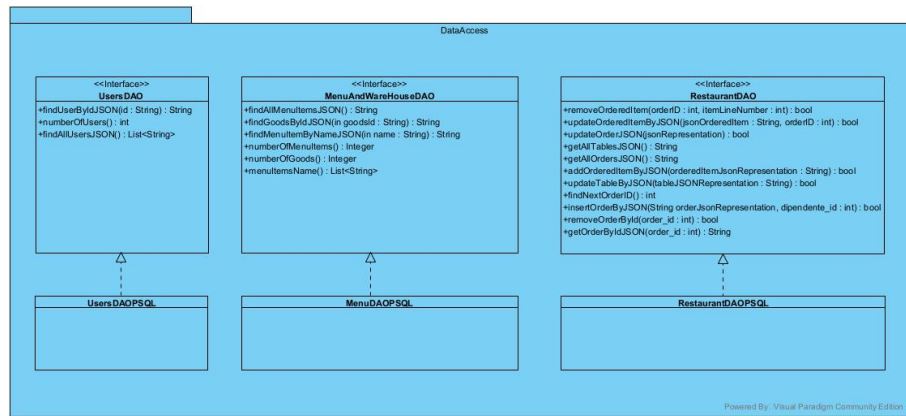 DataAccess
<<Interface>>
UsersDAO
+findUserByIdJSON(id : String) : String
+numberOfUsers() : int
+findAllUsersJSON() : List<String>
<<Interface>>
MenuAndWareHouseDAO
+findAllMenuItemsJSON() : String
+findGoodsByIdJSON(in goodsId : String) : String
+findMenuItemByNameJSON(in name : String) : String
+numberOfMenuItems() : Integer
+numberOfGoods() : Integer
+menuItemsName() : List<String>
<<Interface>>
RestaurantDAO
+removeOrderedItem(orderID : int, itemLineNumber : int) : bool
+updateOrderedItemByJSON(jsonOrderedItem : String, orderID : int) : bool
+updateOrderJSON(jsonRepresentation) : bool
+getAllTablesJSON() : String
+getAllOrdersJSON() : String
+addOrderedItemByJSON(orderedItemJsonRepresentation : String) : bool
+updateTableByJSON(tableJSONRepresentation : String) : bool
+findNextOrderID() : int
+insertOrderByJSON(String orderJsonRepresentation, dipendente_id : int) : bool
+removeOrderById(order_id : int) : bool
+getOrderByIdJSON(order_id : int) : String
UsersDAOPSQL
MenuDAOPSQL
RestaurantDAOPSQL
Powered By: Visual Paradigm Community Edition